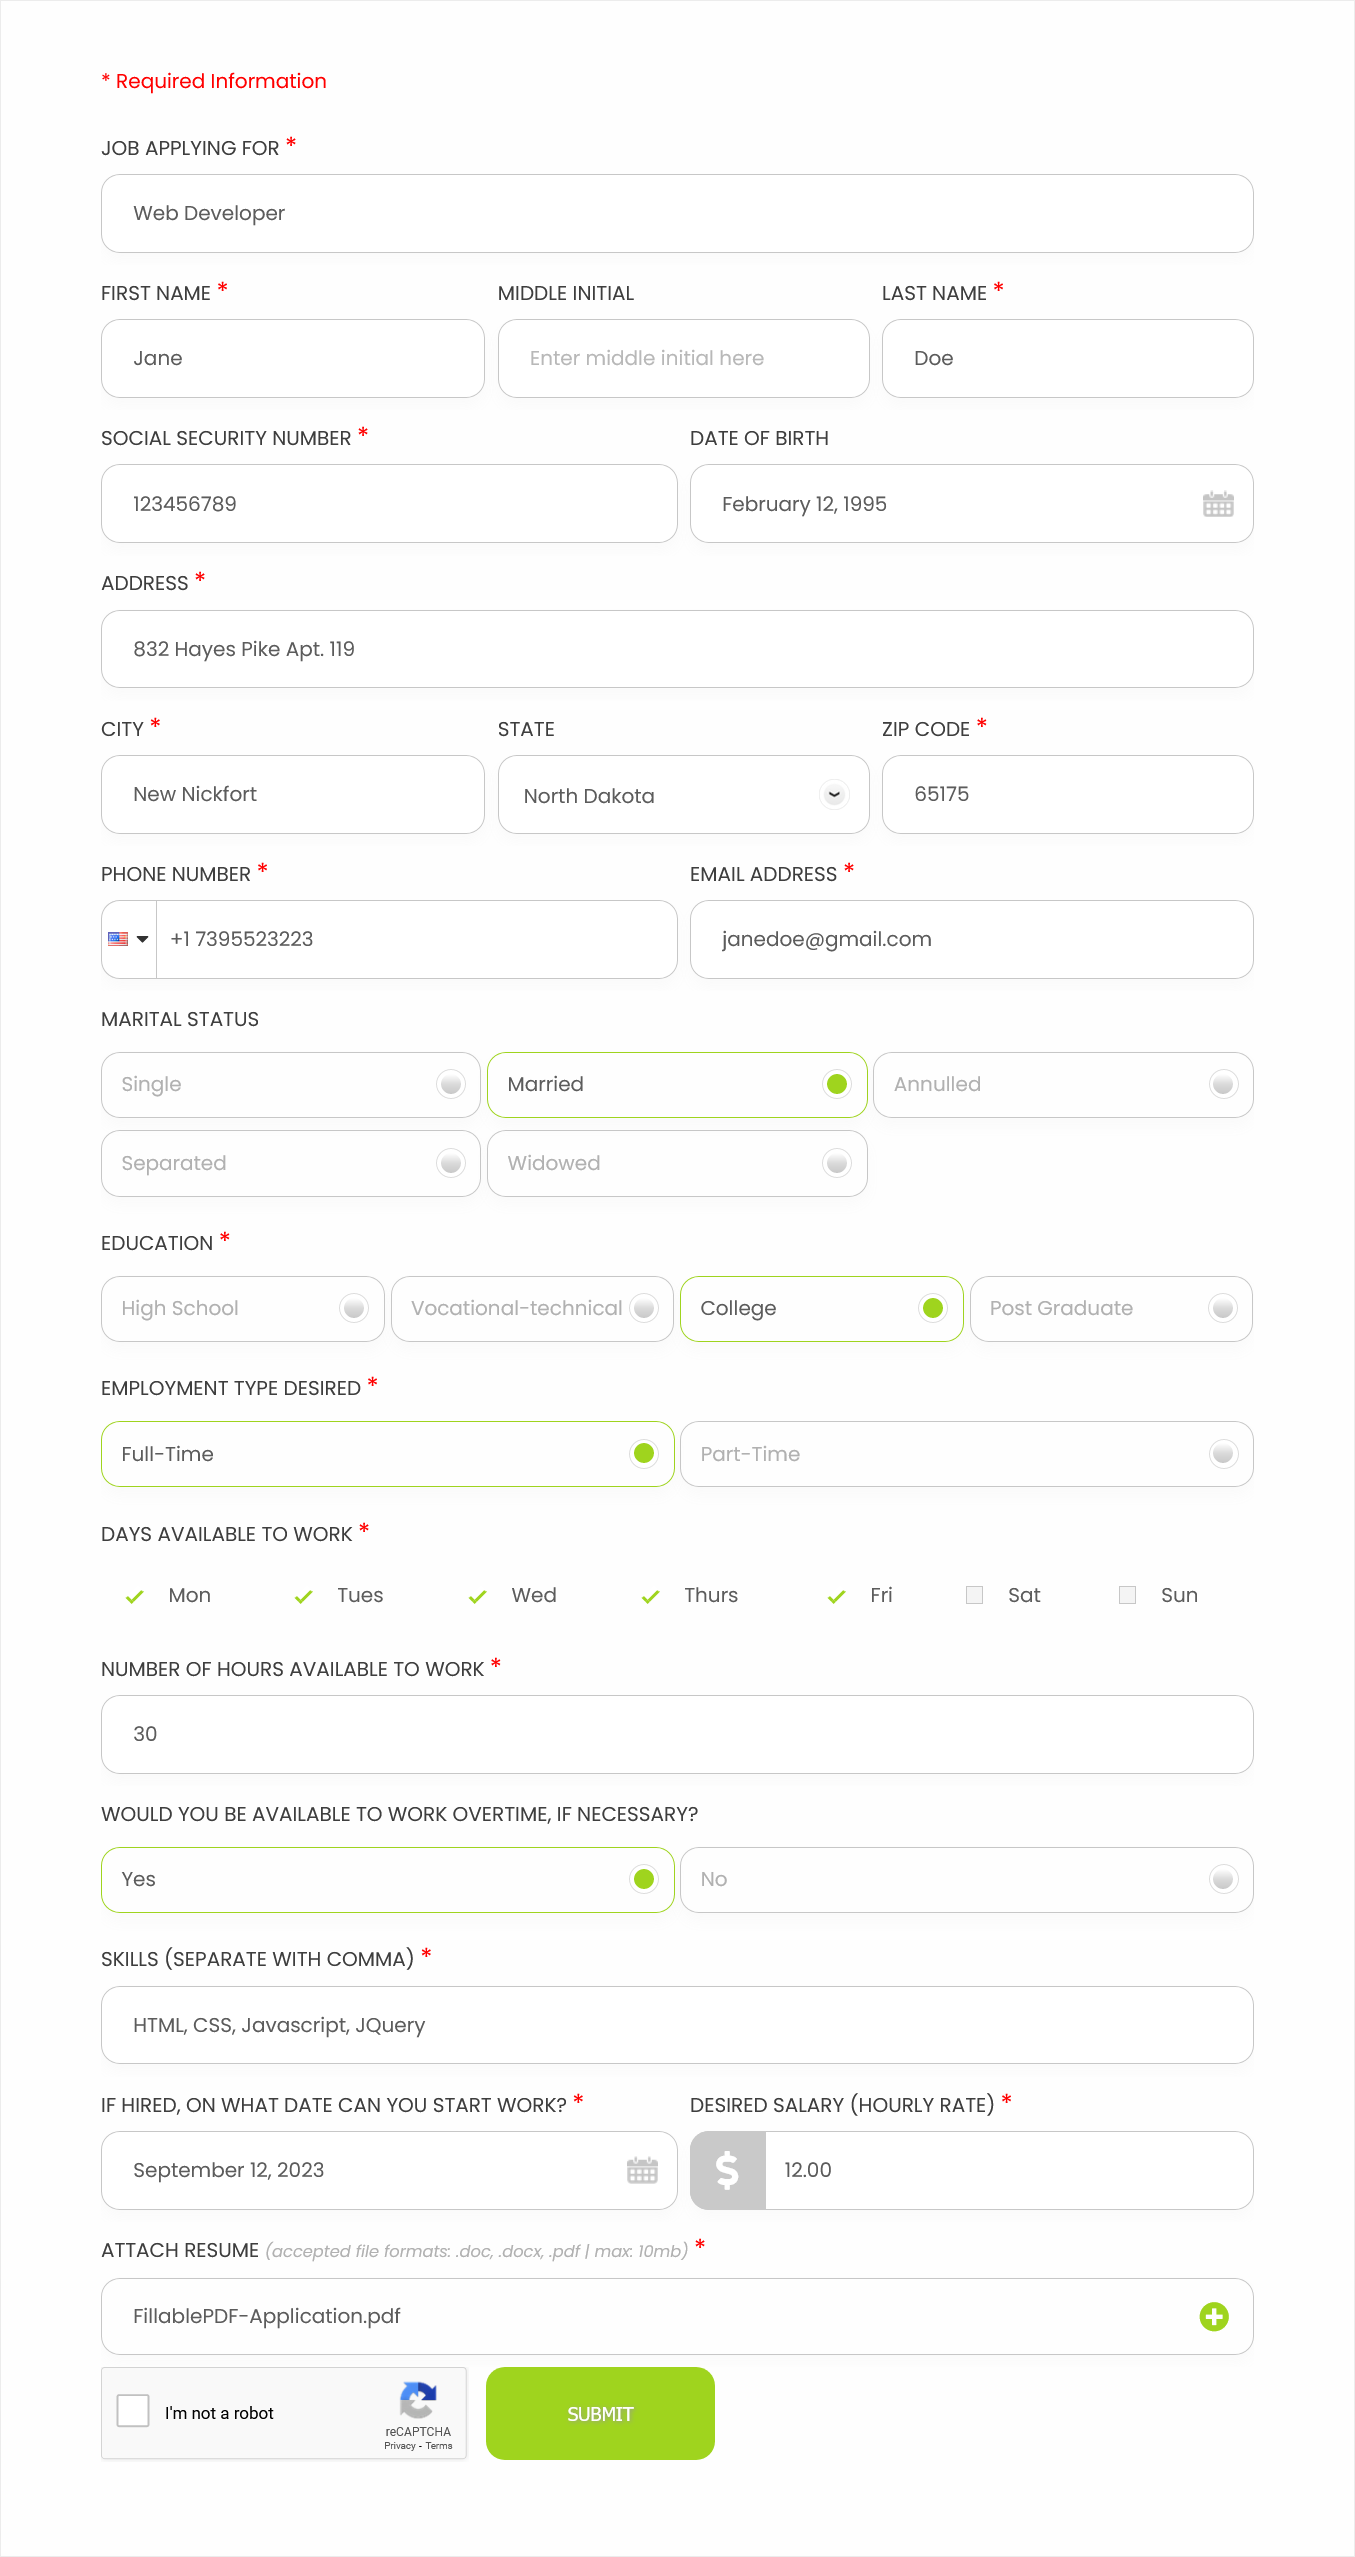 * Required Information
JOB APPLYING FOR *
Web Developer
FIRST NAME * MIDDLE INITIAL LAST NAME *
Jane Enter middle initial here Doe
SOCIAL SECURITY NUMBER * DATE OF BIRTH
123456789 February 12, 1995
ADDRESS *
832 Hayes Pike Apt. 119
CITY * STATE ZIP CODE *
New Nickfort North Dakota 65175
PHONE NUMBER * EMAIL ADDRESS *
+1 7395523223 janedoe@gmail.com
MARITAL STATUS
Single Married Annulled
Separated Widowed
EDUCATION *
High School Vocational-technical College Post Graduate
EMPLOYMENT TYPE DESIRED *
Full-Time Part-Time
DAYS AVAILABLE TO WORK *
Mon Tues Wed Thurs Fri Sat Sun
NUMBER OF HOURS AVAILABLE TO WORK *
30
WOULD YOU BE AVAILABLE TO WORK OVERTIME, IF NECESSARY?
Yes No
SKILLS (SEPARATE WITH COMMA) *
HTML, CSS, Javascript, JQuery
IF HIRED, ON WHAT DATE CAN YOU START WORK? * DESIRED SALARY (HOURLY RATE) *
September 12, 2023 $ 12.00
ATTACH RESUME (accepted file formats: .doc, .docx, .pdf | max: 10mb) *
FillablePDF-Application.pdf
I'm not a robot
reCAPTCHA
Privacy - Terms
SUBMIT